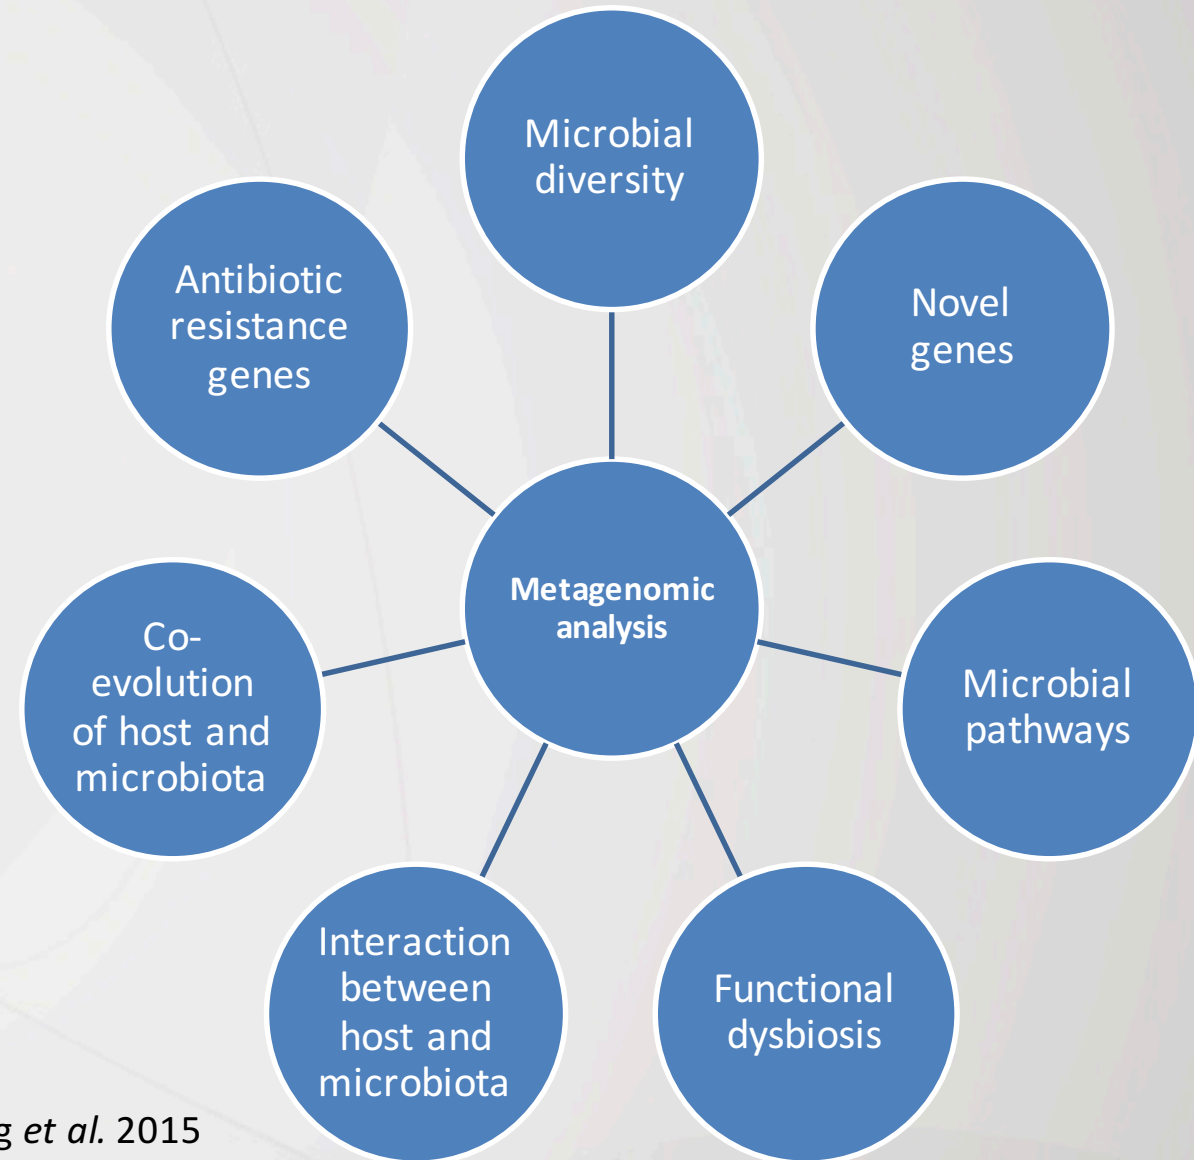 Microbial
diversity
Novel
genes
Microbial
pathways
Functional
dysbiosis
Interaction
between
host and
microbiota
Co-
evolution
of host and
microbiota
Antibiotic
resistance
genes
Metagenomic
analysis
et al. 2015